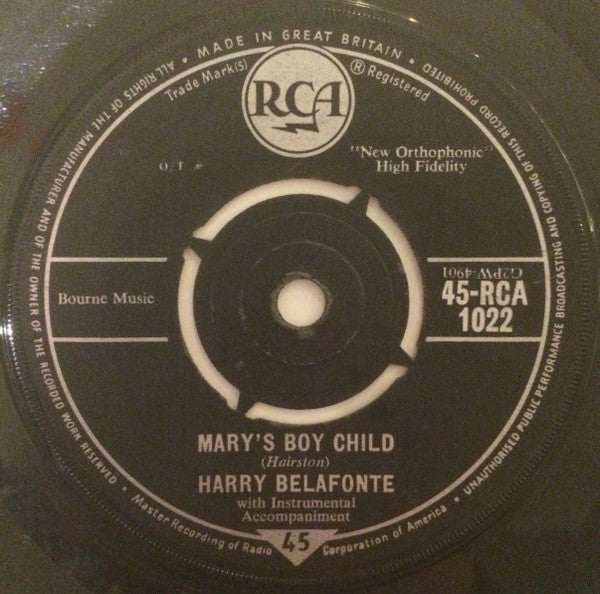 ALL RIGHTS OF THE MANUFACTURER AND OF THE OWNER OF THE RECORDED WORK RESERVED • MADE IN GREAT BRITAIN • UNAUTHORISED PUBLIC PERFORMANCE BROADCASTING AND COPYING OF THIS RECORD PROHIBITED
Trade Mark(s)
® Registered
RCA
O/T
"New Orthophonic"
High Fidelity
G2PW-4901
Bourne Music
45-RCA
1022
MARY'S BOY CHILD
(Hairston)
HARRY BELAFONTE
with Instrumental
Accompaniment
• Master Recording of Radio Corporation of America •
45